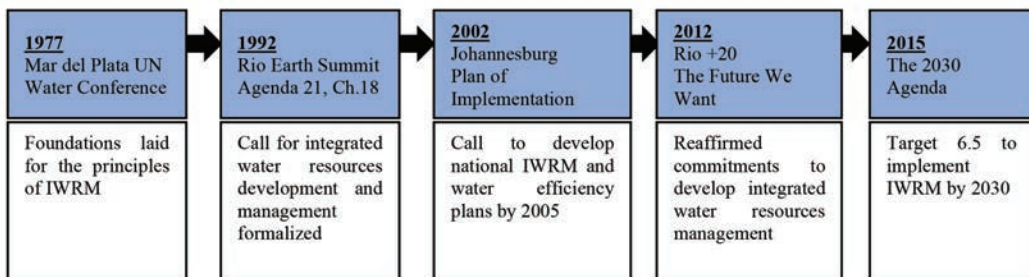 1977
Mar del Plata UN
Water Conference
Foundations laid
for the principles
of IWRM
1992
Rio Earth Summit
Agenda 21, Ch.18
Call for integrated
water resources
development and
management
formalized
2002
Johannesburg
Plan of
Implementation
Call to develop
national IWRM and
water efficiency
plans by 2005
2012
Rio +20
The Future We
Want
Reaffirmed
commitments to
develop integrated
water resources
management
2015
The 2030
Agenda
Target 6.5 to
implement
IWRM by 2030